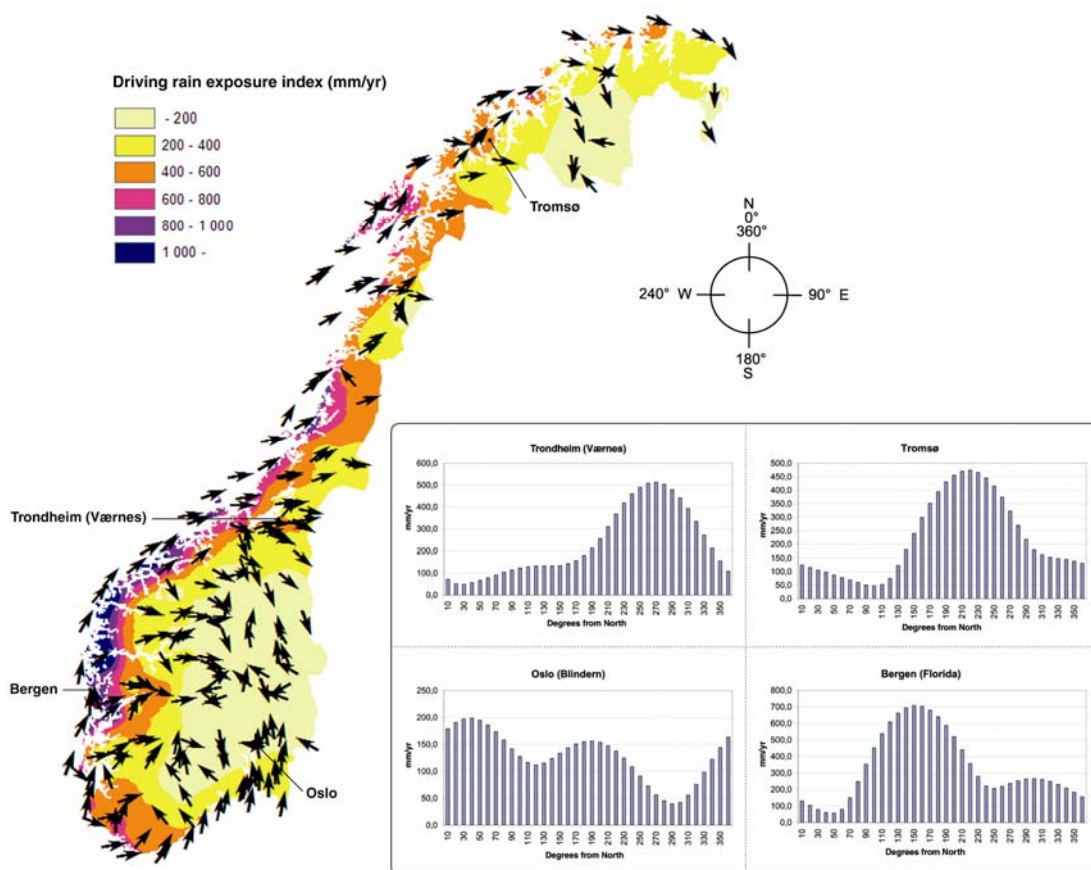 Driving rain exposure index (mm/yr)
- 200
200 - 400
400 - 600
600 - 800
800 - 1 000
1 000 -
Tromsø
N
0°
360°
240° W
90° E
180°
S
Trondheim (Værnes)
Bergen
Oslo
Trondheim (Værnes)
600,0
500,0
400,0
300,0
200,0
100,0
0,0
mm/yr
10 30 50 70 90 110 130 150 170 190 210 230 250 270 290 310 330 350
Degrees from North
Tromsø
500,0
450,0
400,0
350,0
300,0
250,0
200,0
150,0
100,0
50,0
0,0
mm/yr
10 30 50 70 90 110 130 150 170 190 210 230 250 270 290 310 330 350
Degrees from North
Oslo (Blindern)
250,0
200,0
150,0
100,0
50,0
0,0
mm/yr
10 30 50 70 90 110 130 150 170 190 210 230 250 270 290 310 330 350
Degrees from North
Bergen (Florida)
800,0
700,0
600,0
500,0
400,0
300,0
200,0
100,0
0,0
mm/yr
10 30 50 70 90 110 130 150 170 190 210 230 250 270 290 310 330 350
Degrees from North